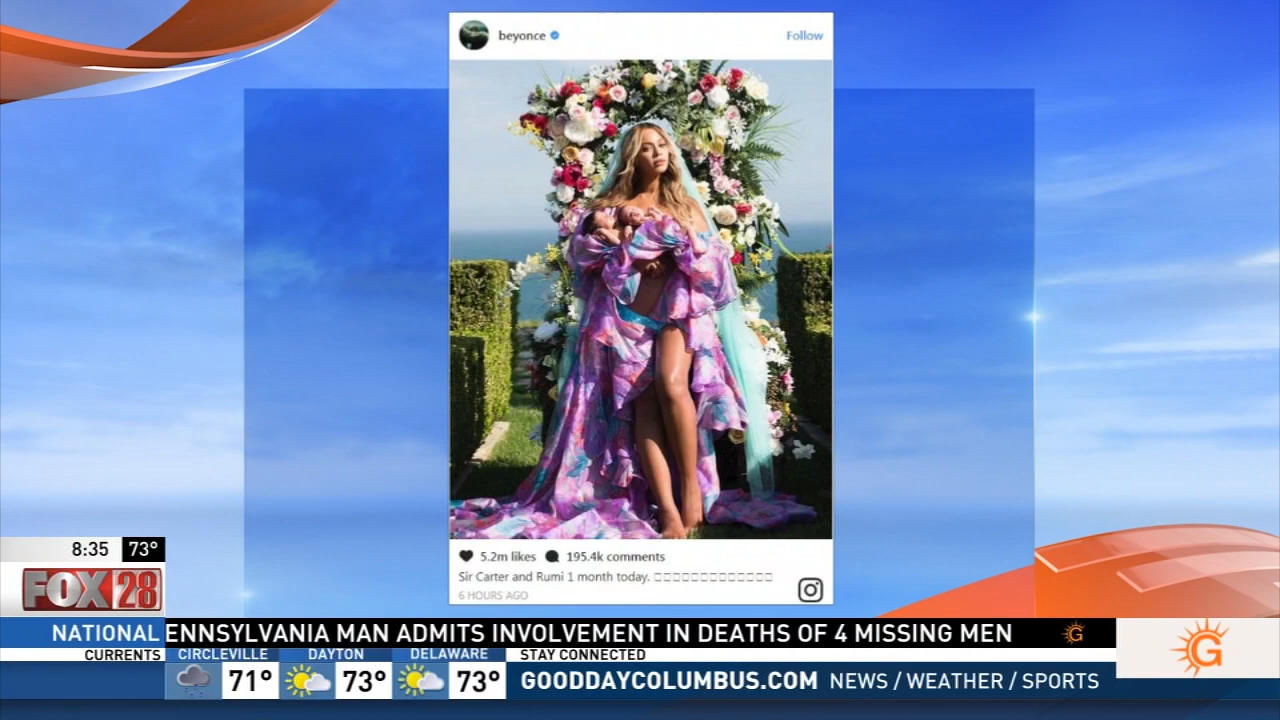 beyonce
Follow
5.2m likes 195.4k comments
Sir Carter and Rumi 1 month today.
6 HOURS AGO
8:35 73°
FOX 28
NATIONAL ENNSYLVANIA MAN ADMITS INVOLVEMENT IN DEATHS OF 4 MISSING MEN G
CURRENTS CIRCLEVILLE DAYTON DELAWARE STAY CONNECTED
71° 73° 73° GOODDAYCOLUMBUS.COM NEWS / WEATHER / SPORTS
G